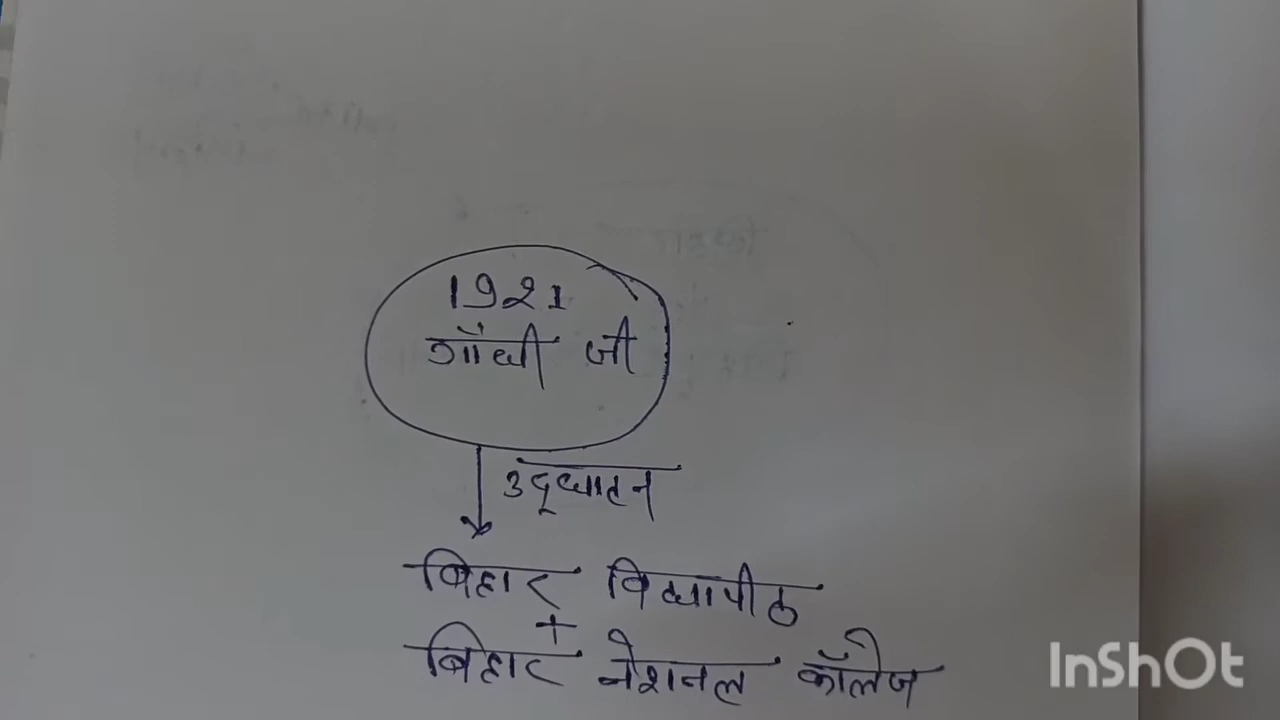 1921
गाँधी जी
उद्घाटन
बिहार विद्यापीठ
+
बिहार नेशनल कॉलेज
InShOt